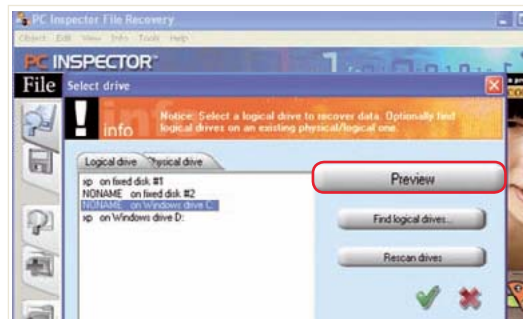 PC Inspector File Recovery
Object Edit View Info Tools Help
PC INSPECTOR
File
Select drive
info
Notice: Select a logical drive to recover data. Optionally find
logical drives on an existing physical/logical one.
Logical drive
Physical drive
xp on fixed disk #1
NONAME on fixed disk #2
NONAME on Windows drive C:
xp on Windows drive D:
Preview
Find logical drives...
Rescan drives